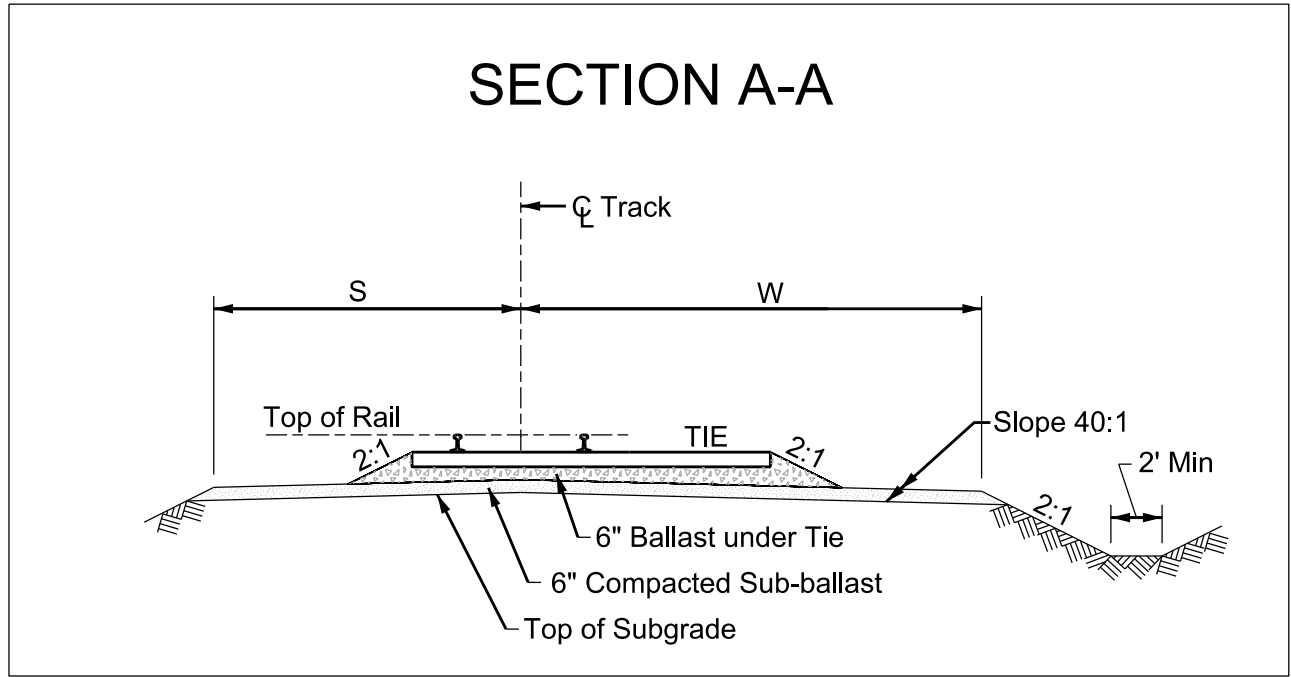 SECTION A-A
℄ Track
S
W
Top of Rail
TIE
2:1
2:1
Slope 40:1
2' Min
2:1
6" Ballast under Tie
6" Compacted Sub-ballast
Top of Subgrade